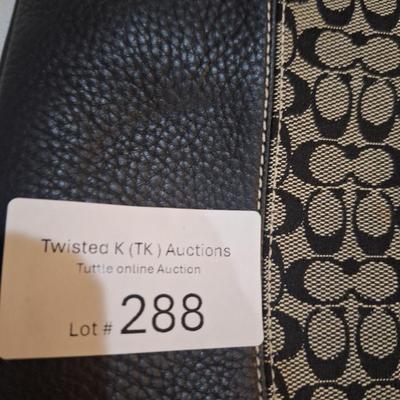 Twisted K (TK ) Auctions
Tuttle online Auction
Lot # 288